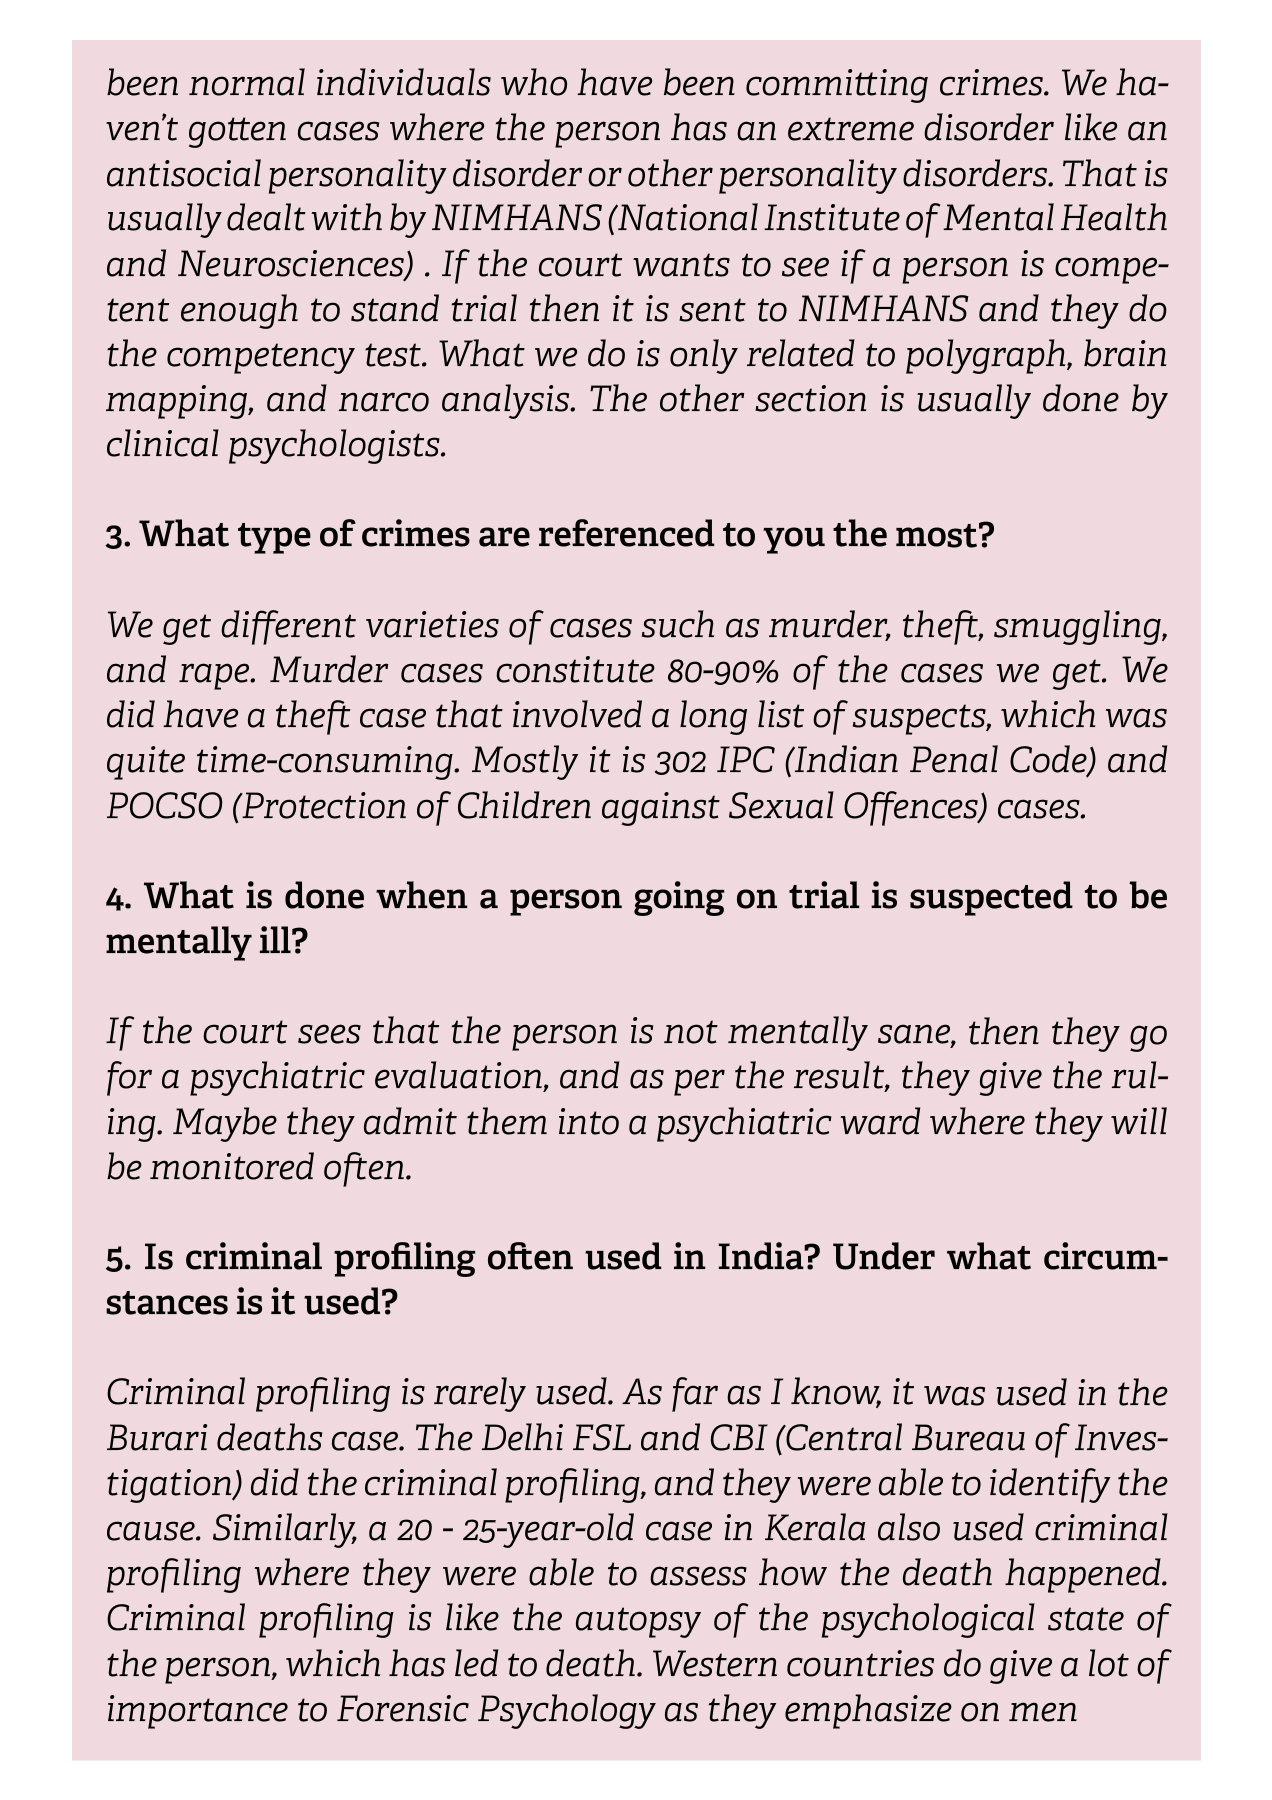 been normal individuals who have been committing crimes. We ha-
ven't gotten cases where the person has an extreme disorder like an
antisocial personality disorder or other personality disorders. That is
usually dealt with by NIMHANS (National Institute of Mental Health
and Neurosciences) . If the court wants to see if a person is compe-
tent enough to stand trial then it is sent to NIMHANS and they do
the competency test. What we do is only related to polygraph, brain
mapping, and narco analysis. The other section is usually done by
clinical psychologists.
3. What type of crimes are referenced to you the most?
We get different varieties of cases such as murder, theft, smuggling,
and rape. Murder cases constitute 80-90% of the cases we get. We
did have a theft case that involved a long list of suspects, which was
quite time-consuming. Mostly it is 302 IPC (Indian Penal Code) and
POCSO (Protection of Children against Sexual Offences) cases.
4. What is done when a person going on trial is suspected to be
mentally ill?
If the court sees that the person is not mentally sane, then they go
for a psychiatric evaluation, and as per the result, they give the rul-
ing. Maybe they admit them into a psychiatric ward where they will
be monitored often.
5. Is criminal profiling often used in India? Under what circum-
stances is it used?
Criminal profiling is rarely used. As far as I know, it was used in the
Burari deaths case. The Delhi FSL and CBI (Central Bureau of Inves-
tigation) did the criminal profiling, and they were able to identify the
cause. Similarly, a 20 - 25-year-old case in Kerala also used criminal
profiling where they were able to assess how the death happened.
Criminal profiling is like the autopsy of the psychological state of
the person, which has led to death. Western countries do give a lot of
importance to Forensic Psychology as they emphasize on men